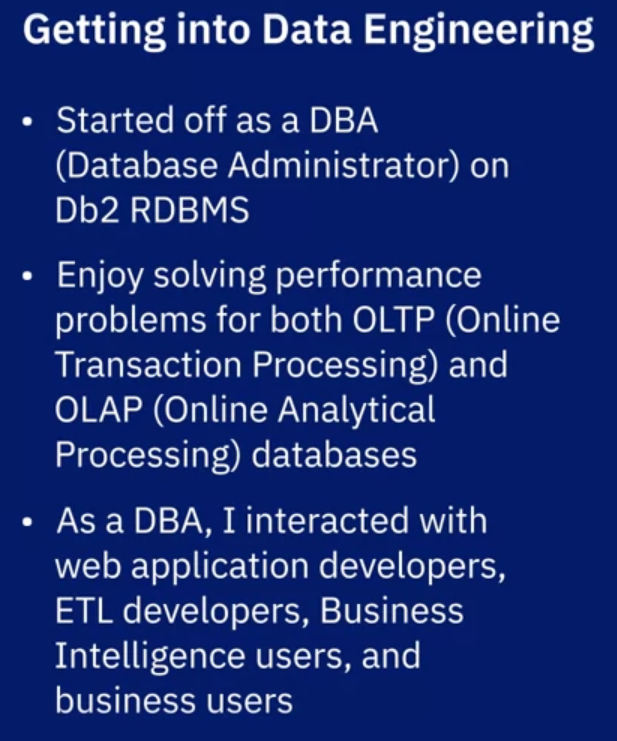 Getting into Data Engineering
• Started off as a DBA
(Database Administrator) on
Db2 RDBMS
• Enjoy solving performance
problems for both OLTP (Online
Transaction Processing) and
OLAP (Online Analytical
Processing) databases
• As a DBA, I interacted with
web application developers,
ETL developers, Business
Intelligence users, and
business users